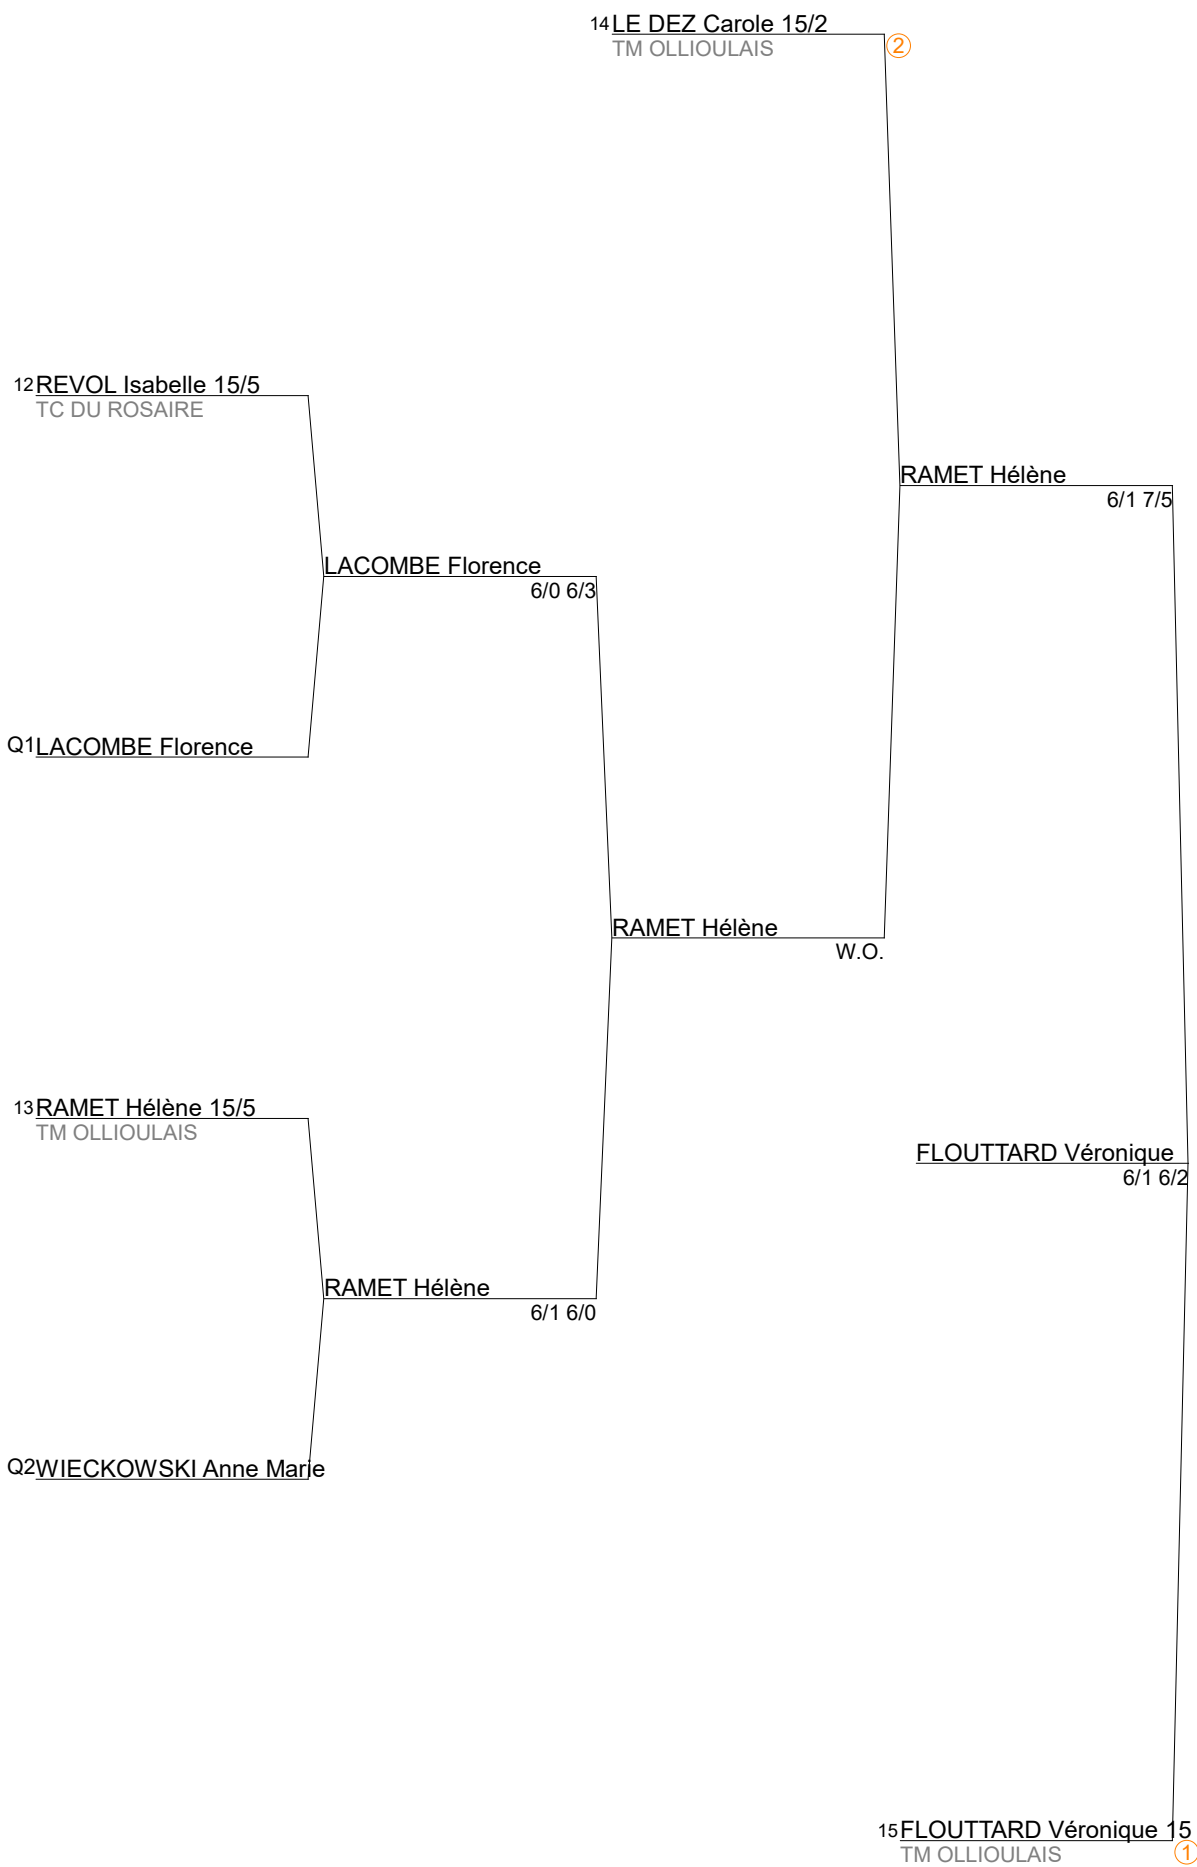 14 LE DEZ Carole 15/2
TM OLLIOULAIS
2
12 REVOL Isabelle 15/5
TC DU ROSAIRE
RAMET Hélène
6/1 7/5
LACOMBE Florence
6/0 6/3
Q1 LACOMBE Florence
RAMET Hélène
W.O.
13 RAMET Hélène 15/5
TM OLLIOULAIS
FLOUTTARD Véronique
6/1 6/2
RAMET Hélène
6/1 6/0
Q2 WIECKOWSKI Anne Marie
15 FLOUTTARD Véronique 15
TM OLLIOULAIS
1